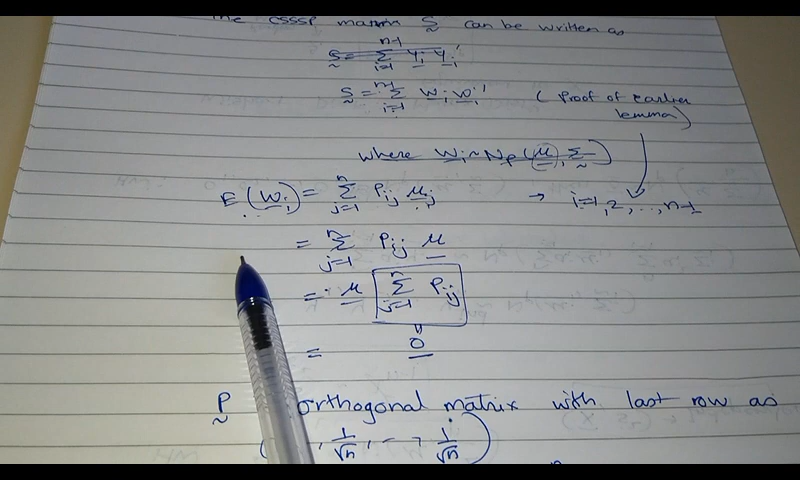 The CSSSP matrix S can be written as
S = Σ_{i=1}^{n-1} Y_i Y_i'
S = Σ_{i=1}^{n-1} W_i W_i' (Proof of earlier lemma)
where W_i ~ N_p(μ, Σ)
E(W_i) = Σ_{j=1}^{n} P_ij μ_j → i=1,2,..,n-1
= Σ_{j=1}^{n} P_ij μ
= μ Σ_{j=1}^{n} P_ij
= 0
P orthogonal matrix with last row as
( , 1/√n, – , 1/√n)